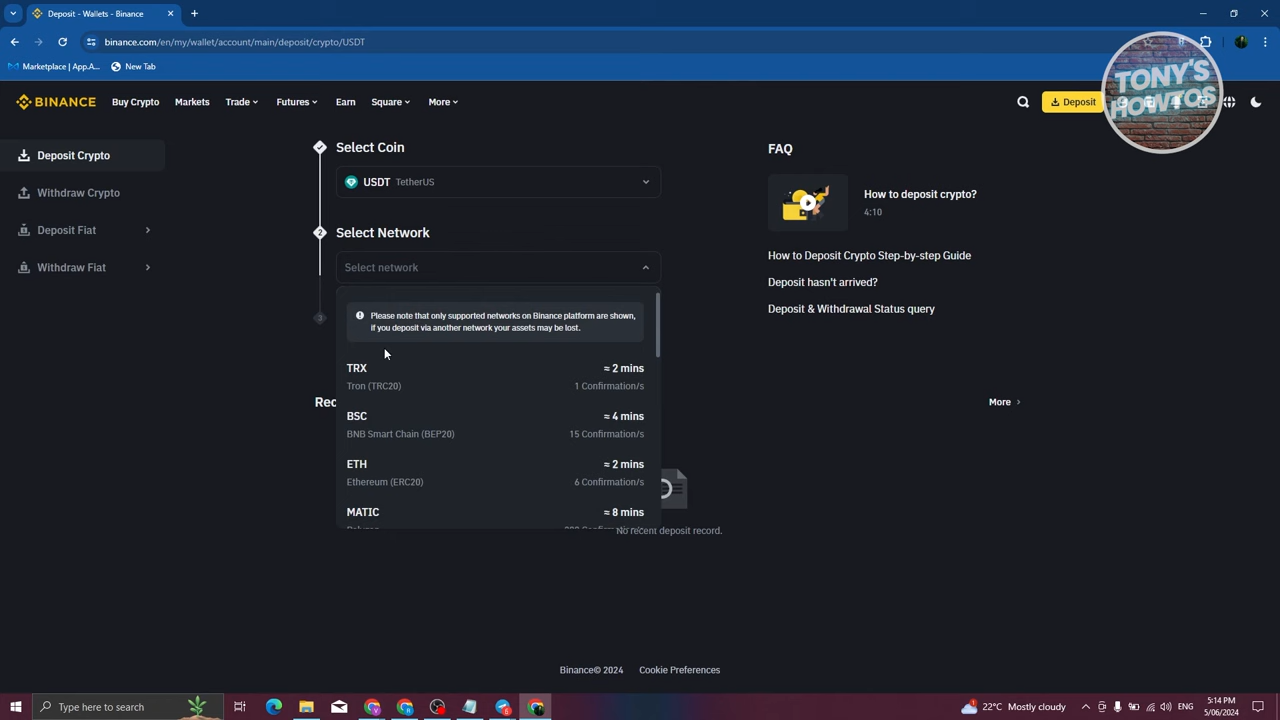 Deposit - Wallets - Binance
binance.com/en/my/wallet/account/main/deposit/crypto/USDT
Marketplace | App.A...
New Tab
TONY'S
HOWTOS
BINANCE
Buy Crypto
Markets
Trade
Futures
Earn
Square
More
Deposit
Deposit Crypto
Withdraw Crypto
Deposit Fiat
Withdraw Fiat
Select Coin
USDT TetherUS
2
Select Network
Select network
Please note that only supported networks on Binance platform are shown,
if you deposit via another network your assets may be lost.
TRX ≈ 2 mins
Tron (TRC20) 1 Confirmation/s
BSC ≈ 4 mins
BNB Smart Chain (BEP20) 15 Confirmation/s
ETH ≈ 2 mins
Ethereum (ERC20) 6 Confirmation/s
MATIC ≈ 8 mins
3
Rec
More
No recent deposit record.
FAQ
How to deposit crypto?
4:10
How to Deposit Crypto Step-by-step Guide
Deposit hasn't arrived?
Deposit & Withdrawal Status query
Binance© 2024
Cookie Preferences
Type here to search
22°C Mostly cloudy
5:14 PM
5/06/2024